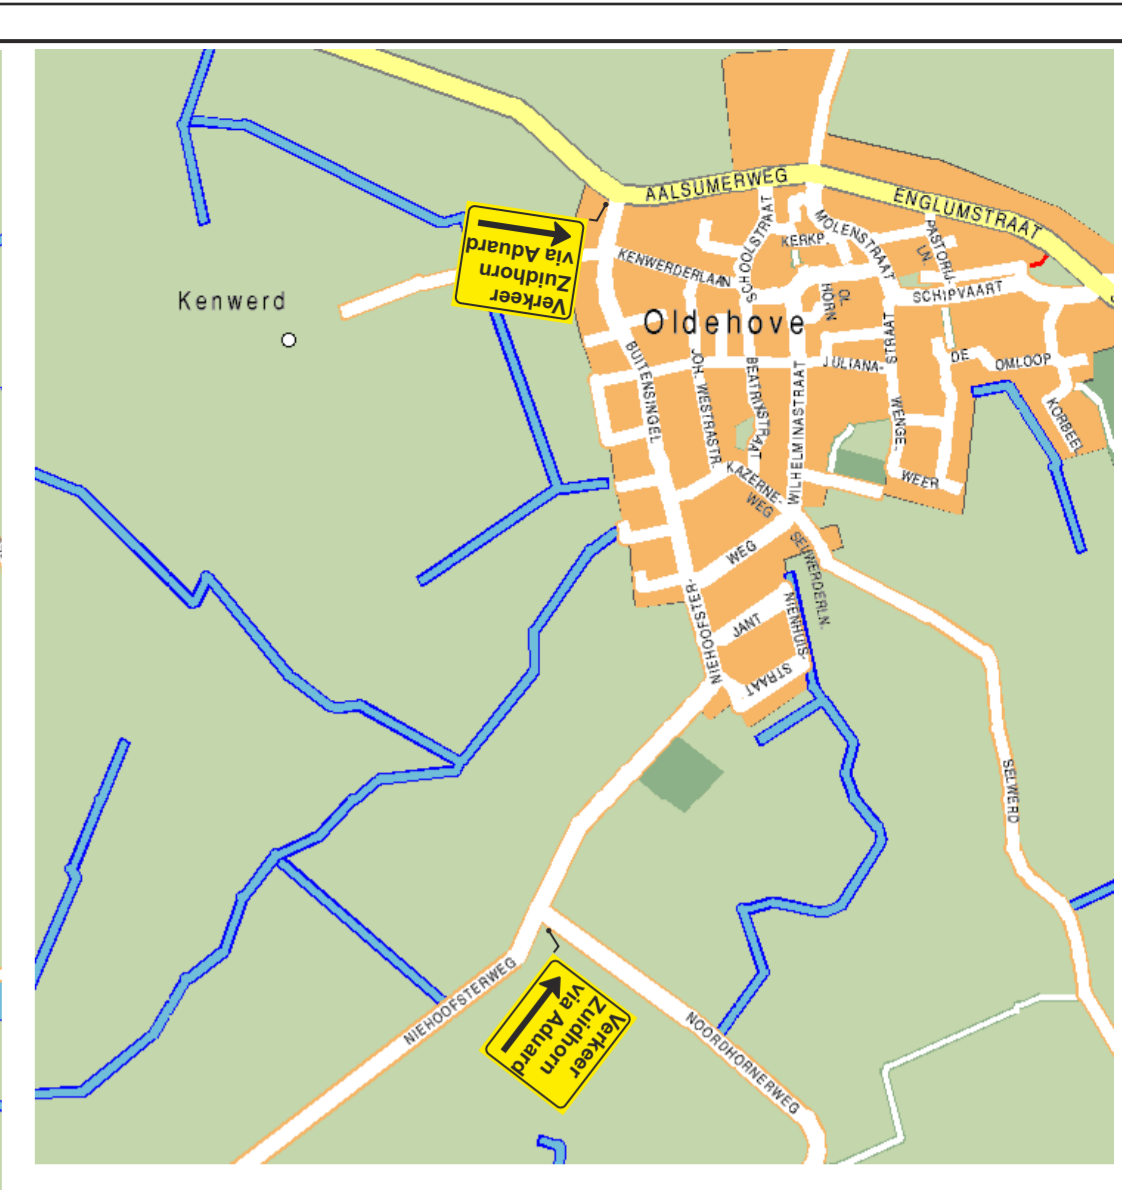 AALSUMERWEG
ENGLUMSTRAAT
Verkeer
Zuidhorn
via Aduard
Kenwerd
KENWERDERLAAN
SCHOOLSTRAAT
KERKP.
MOLENSTRAAT
PASTORIJ-
LN.
SCHIPVAART
OL.
HORN
Oldehove
STRAAT
JULIANA-
DE
OMLOOP
BUITENSINGEL
JOH. WESTRASTR.
BEATRIXSTRAAT
WILHELMINASTRAAT
WENGE-
KORBEEL
WEER
KAZERNE-
WEG
WEG
SELWERDERLN.
NIEHOOFSTER-
JANT
NIENHUIS-
STRAAT
SELWERD
NIEHOOFSTERWEG
Verkeer
Zuidhorn
via Aduard
NOORDHORNERWEG